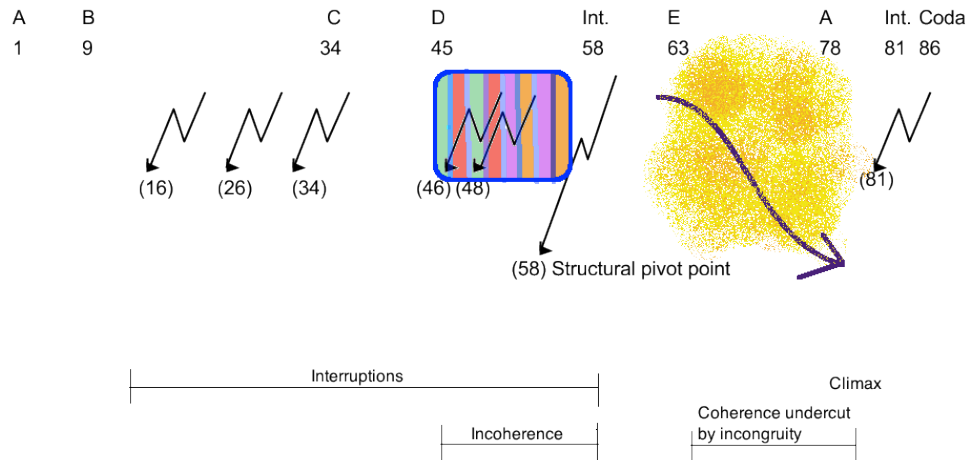 A B C D Int. E A Int. Coda
1 9 34 45 58 63 78 81 86
(16) (26) (34) (46) (48) (81)
(58) Structural pivot point
Interruptions
Climax
Coherence undercut
by incongruity
Incoherence